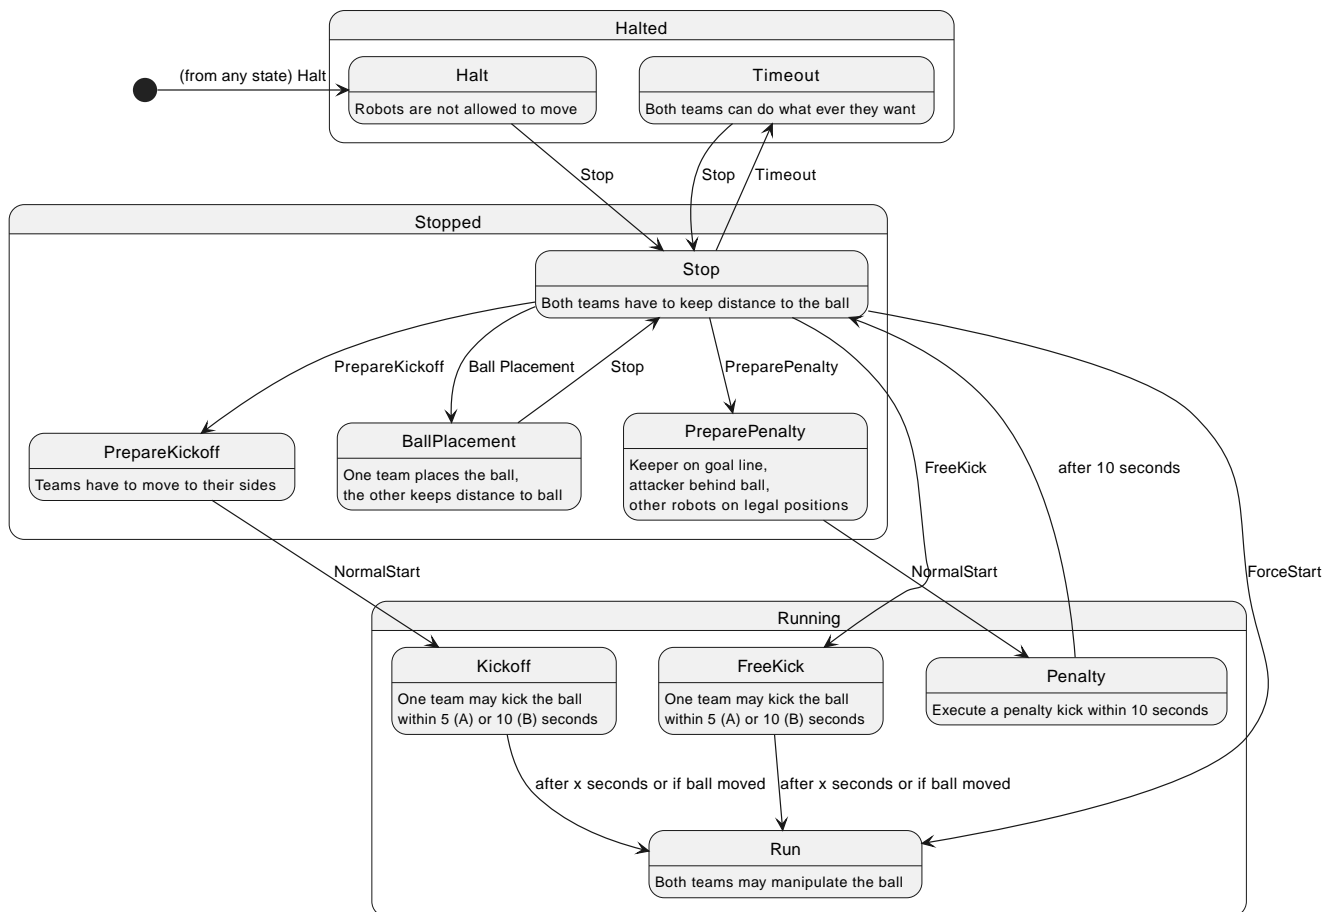 Halted
(from any state) Halt
Halt
Robots are not allowed to move
Timeout
Both teams can do what ever they want
Stop
Stop
Timeout
Stopped
Stop
Both teams have to keep distance to the ball
PrepareKickoff
Ball Placement
Stop
PreparePenalty
PrepareKickoff
Teams have to move to their sides
BallPlacement
One team places the ball,
the other keeps distance to ball
PreparePenalty
Keeper on goal line,
attacker behind ball,
other robots on legal positions
FreeKick
after 10 seconds
NormalStart
NormalStart
ForceStart
Running
Kickoff
One team may kick the ball
within 5 (A) or 10 (B) seconds
FreeKick
One team may kick the ball
within 5 (A) or 10 (B) seconds
Penalty
Execute a penalty kick within 10 seconds
after x seconds or if ball moved
after x seconds or if ball moved
Run
Both teams may manipulate the ball